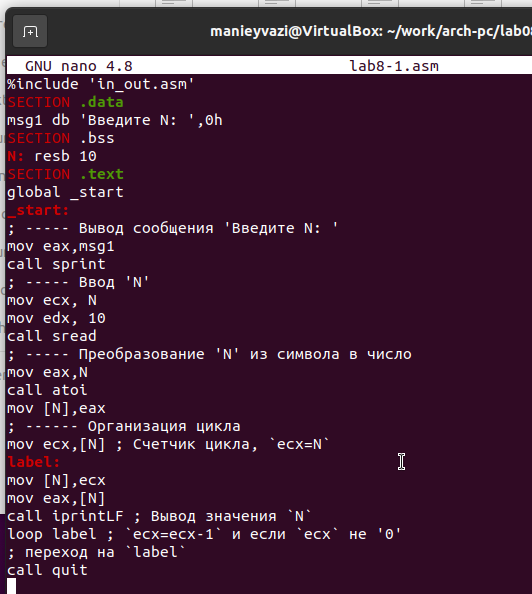 manieyvazi@VirtualBox: ~/work/arch-pc/lab08
GNU nano 4.8 lab8-1.asm
%include 'in_out.asm'
SECTION .data
msg1 db 'Введите N: ',0h
SECTION .bss
N: resb 10
SECTION .text
global _start
_start:
; ----- Вывод сообщения 'Введите N: '
mov eax,msg1
call sprint
; ----- Ввод 'N'
mov ecx, N
mov edx, 10
call sread
; ----- Преобразование 'N' из символа в число
mov eax,N
call atoi
mov [N],eax
; ------ Организация цикла
mov ecx,[N] ; Счетчик цикла, `ecx=N`
label:
mov [N],ecx
mov eax,[N]
call iprintLF ; Вывод значения `N`
loop label ; `ecx=ecx-1` и если `ecx` не '0'
; переход на `label`
call quit